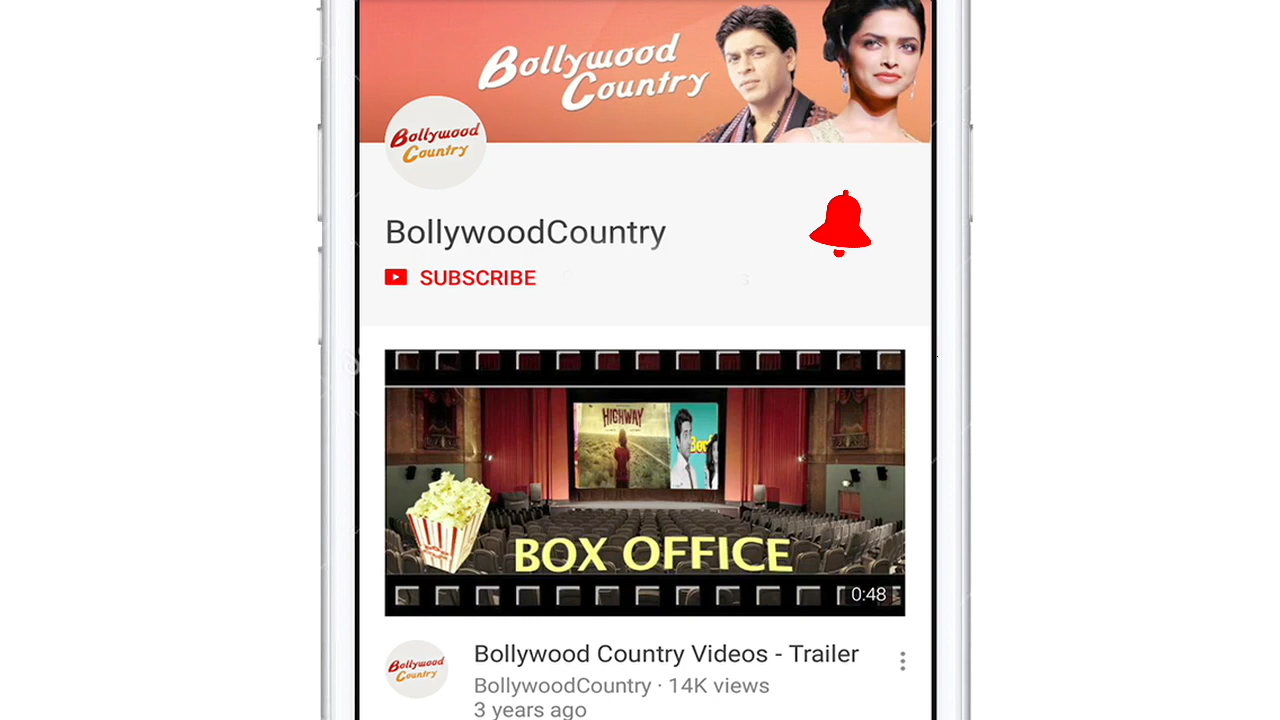 Bollywood
Country
Bollywood
Country
BollywoodCountry
SUBSCRIBE
HIGHWAY
BOX OFFICE
0:48
Bollywood Country Videos - Trailer
Bollywood
Country
BollywoodCountry · 14K views
3 years ago